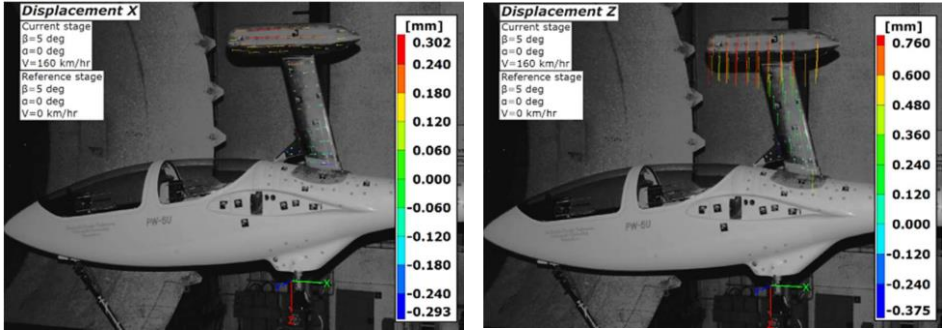 Displacement X
Current stage
β=5 deg
α=0 deg
V=160 km/hr
Reference stage
β=5 deg
α=0 deg
V=0 km/hr
[mm]
0.302
0.240
0.180
0.120
0.060
0.000
-0.060
-0.120
-0.180
-0.240
-0.293
PW-5U
X
Z
Displacement Z
Current stage
β=5 deg
α=0 deg
V=160 km/hr
Reference stage
β=5 deg
α=0 deg
V=0 km/hr
[mm]
0.760
0.600
0.480
0.360
0.240
0.120
0.000
-0.120
-0.240
-0.375
PW-5U
X
Z